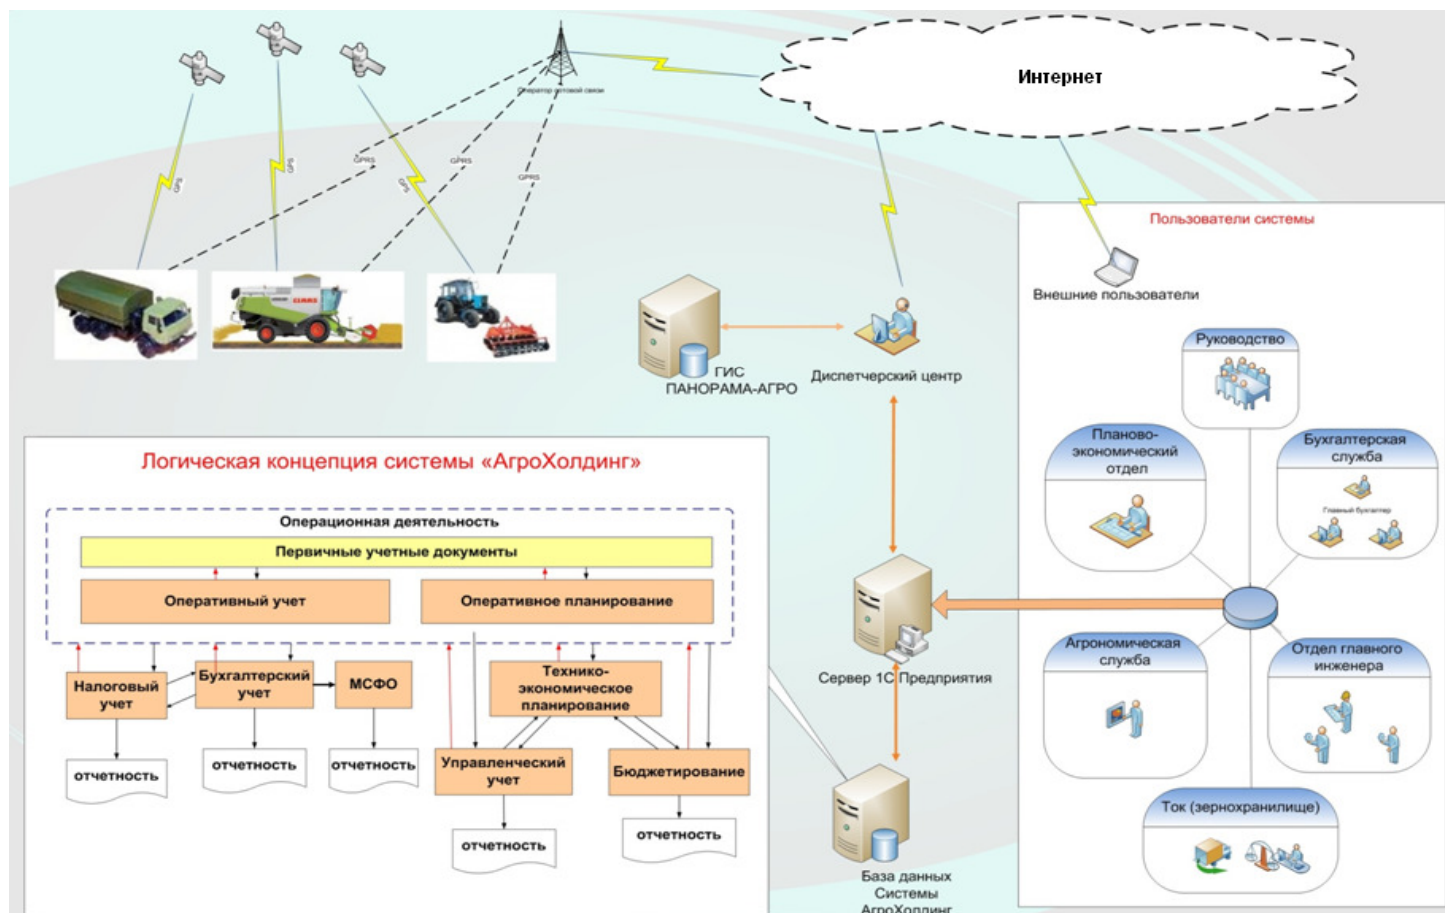 Интернет
Оператор сотовой связи
GPS
GPRS
GPS
GPS
GPRS
GPRS
CLAAS
ГИС
ПАНОРАМА-АГРО
Диспетчерский центр
Сервер 1С Предприятия
База данных
Системы
АгроХолдинг
Пользователи системы
Внешние пользователи
Руководство
Планово-
экономический
отдел
Бухгалтерская
служба
Главный бухгалтер
Агрономическая
служба
Отдел главного
инженера
Ток (зернохранилище)
Логическая концепция системы «АгроХолдинг»
Операционная деятельность
Первичные учетные документы
Оперативный учет
Оперативное планирование
Налоговый
учет
Бухгалтерский
учет
МСФО
Технико-
экономическое
планирование
отчетность
отчетность
отчетность
Управленческий
учет
Бюджетирование
отчетность
отчетность